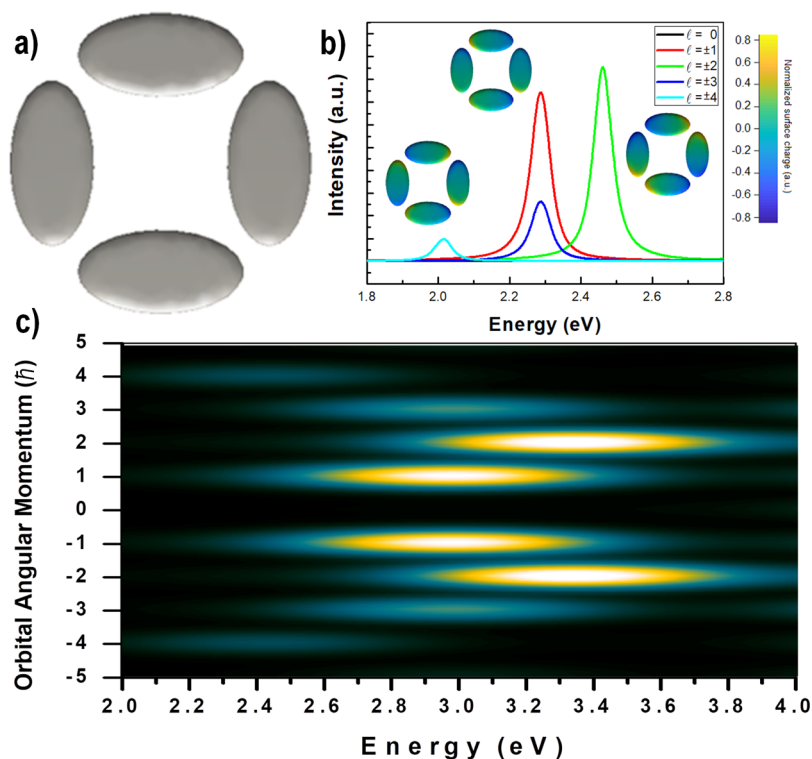 a)
b)
ℓ = 0
ℓ = ±1
ℓ = ±2
ℓ = ±3
ℓ = ±4
Intensity (a.u.)
1.8 2.0 2.2 2.4 2.6 2.8
Energy (eV)
0.8
0.6
0.4
0.2
0.0
-0.2
-0.4
-0.6
-0.8
Normalized surface charge (a.u.)
c)
Orbital Angular Momentum (ℏ)
5
4
3
2
1
0
-1
-2
-3
-4
-5
2.0 2.2 2.4 2.6 2.8 3.0 3.2 3.4 3.6 3.8 4.0
Energy (eV)